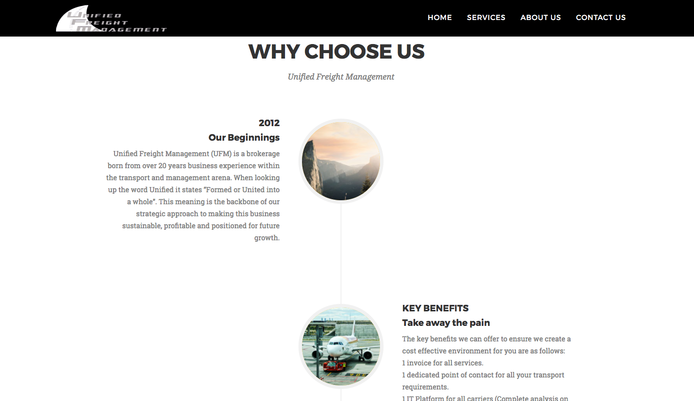 UNIFIED
FREIGHT
MANAGEMENT
HOME SERVICES ABOUT US CONTACT US
WHY CHOOSE US
Unified Freight Management
2012
Our Beginnings
Unified Freight Management (UFM) is a brokerage
born from over 20 years business experience within
the transport and management arena. When looking
up the word Unified it states "Formed or United into
a whole". This meaning is the backbone of our
strategic approach to making this business
sustainable, profitable and positioned for future
growth.
KEY BENEFITS
Take away the pain
The key benefits we can offer to ensure we create a
cost effective environment for you are as follows:
1 invoice for all services.
1 dedicated point of contact for all your transport
requirements.
1 IT Platform for all carriers (Complete analysis on